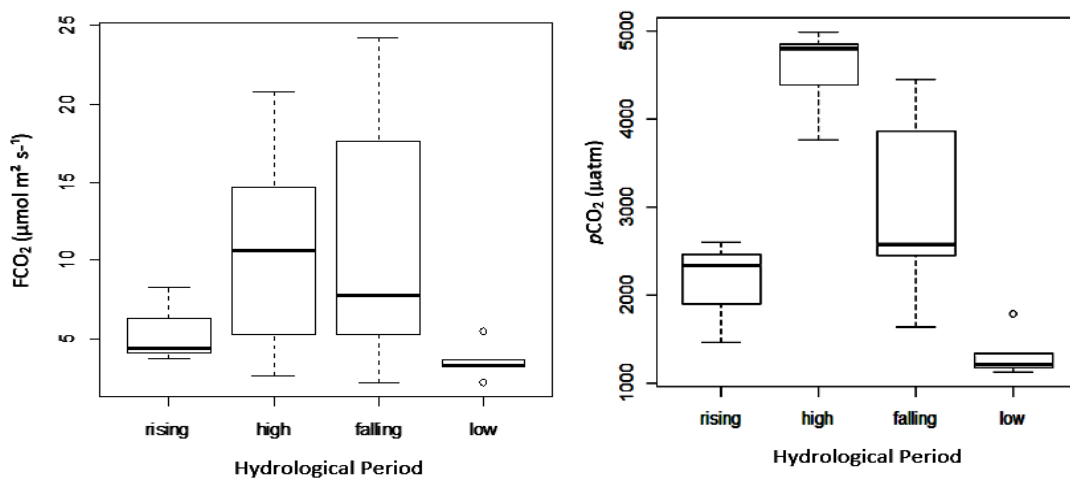 25
20
15
10
5
FCO₂ (µmol m² s⁻¹)
rising high falling low
Hydrological Period
5000
4000
3000
2000
1000
pCO₂ (µatm)
rising high falling low
Hydrological Period